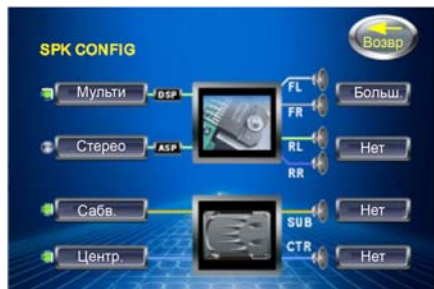 SPK CONFIG
Возвр
Мульти DSP FL Больш.
FR
Стерео ASP RL Нет
RR
Сабв. SUB Нет
Центр. CTR Нет